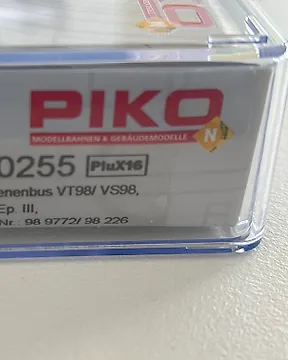 PIKO
MODELLBAHNEN & GEBÄUDEMODELLE
N
0255 PluX16
enenbus VT98/ VS98,
Ep. III,
Nr.: 98 9772/ 98 226